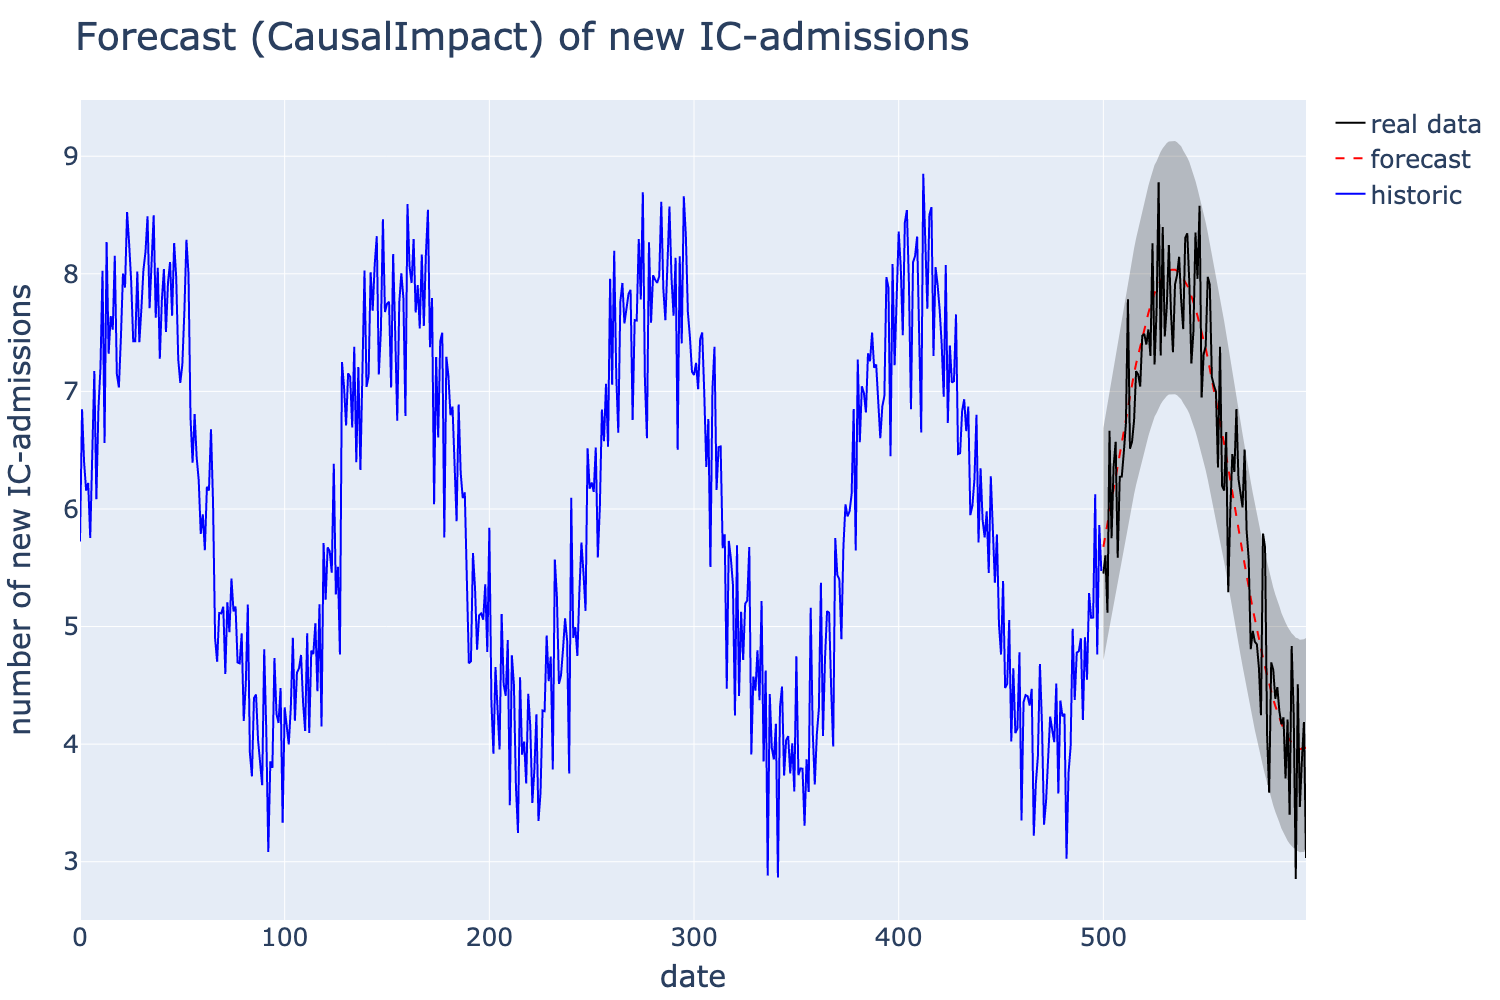 Forecast (CausalImpact) of new IC-admissions
real data
forecast
historic
number of new IC-admissions
9
8
7
6
5
4
3
0 100 200 300 400 500
date